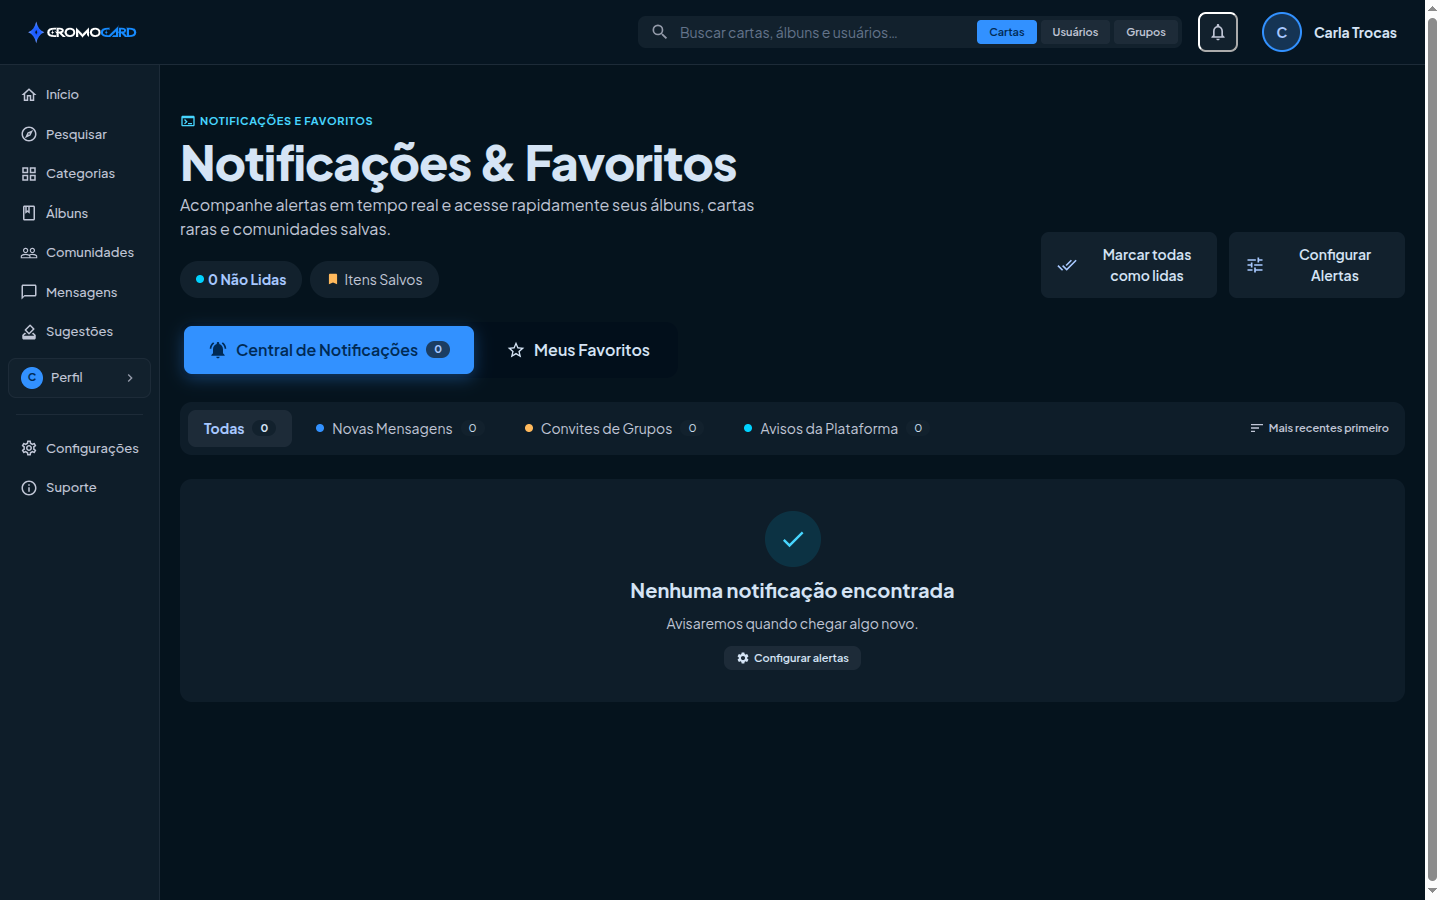 CROMOCARD
Buscar cartas, álbuns e usuários...
Cartas
Usuários
Grupos
C
Carla Trocas
Início
Pesquisar
Categorias
Álbuns
Comunidades
Mensagens
Sugestões
C
Perfil
Configurações
Suporte
NOTIFICAÇÕES E FAVORITOS
Notificações & Favoritos
Acompanhe alertas em tempo real e acesse rapidamente seus álbuns, cartas
raras e comunidades salvas.
0 Não Lidas
Itens Salvos
Marcar todas
como lidas
Configurar
Alertas
Central de Notificações 0
Meus Favoritos
Todas 0
Novas Mensagens 0
Convites de Grupos 0
Avisos da Plataforma 0
Mais recentes primeiro
Nenhuma notificação encontrada
Avisaremos quando chegar algo novo.
Configurar alertas